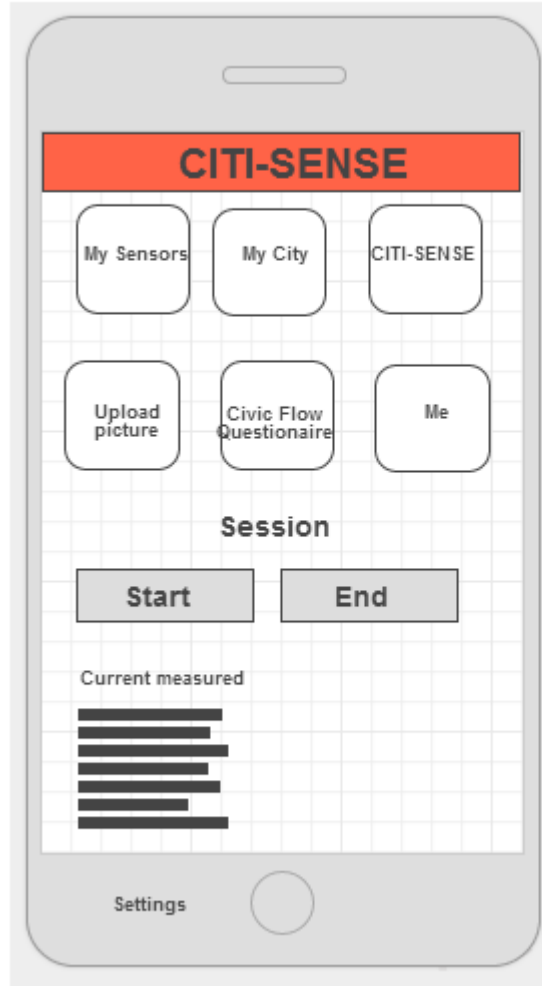 CITI-SENSE
My Sensors
My City
CITI-SENSE
Upload
picture
Civic Flow
Questionaire
Me
Session
Start
End
Current measured
Settings